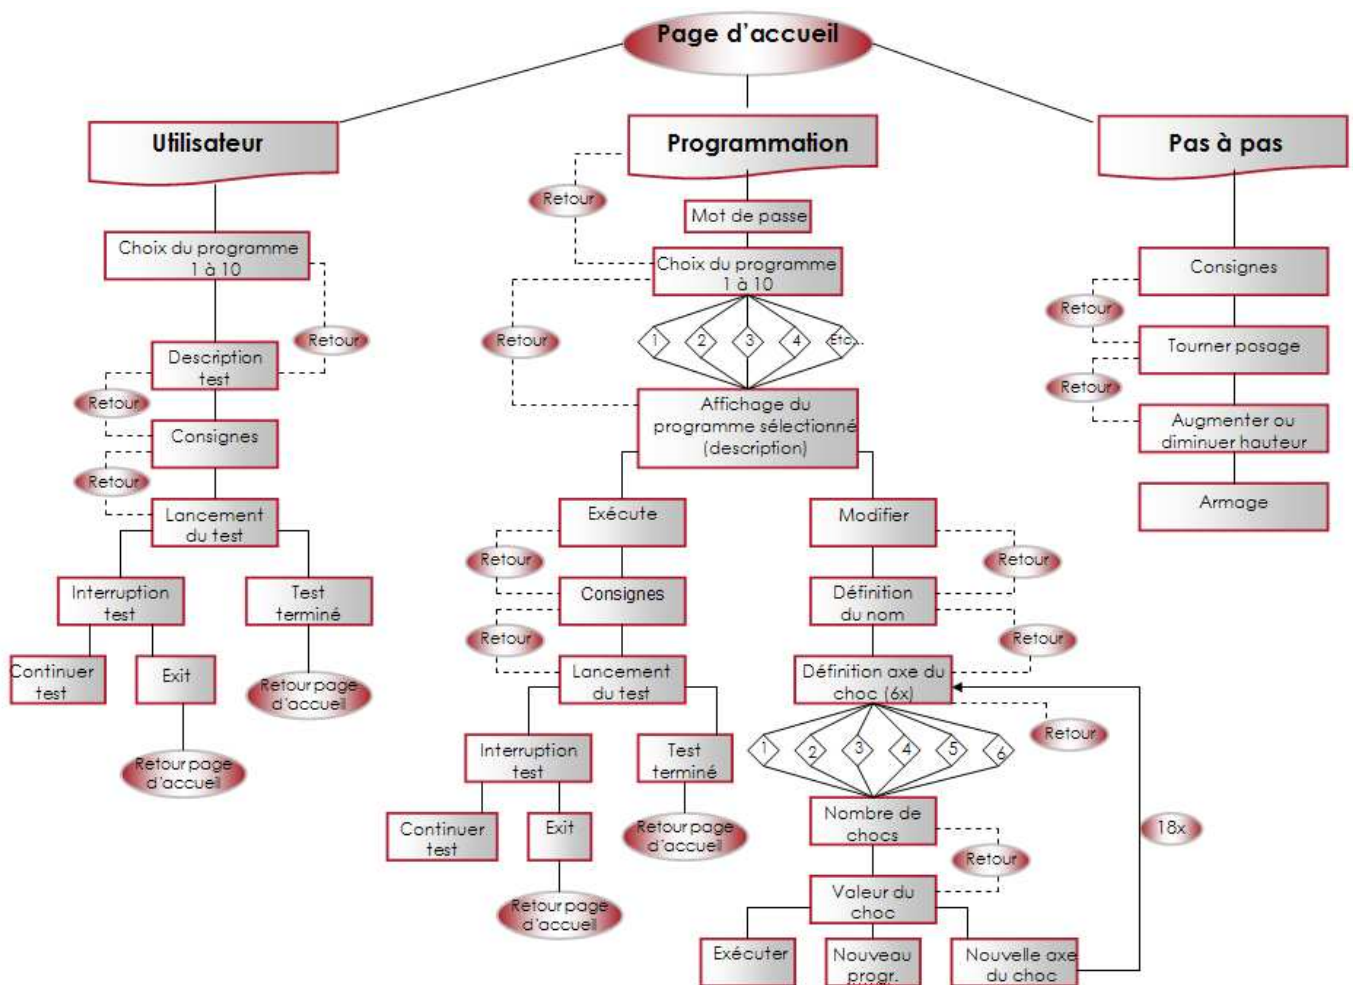 Page d'accueil
Utilisateur
Programmation
Pas à pas
Choix du programme
1 à 10
Retour
Description
test
Retour
Consignes
Retour
Lancement
du test
Interruption
test
Test
terminé
Continuer
test
Exit
Retour page
d'accueil
Retour page
d'accueil
Retour
Mot de passe
Choix du programme
1 à 10
Retour
1
2
3
4
Etc...
Affichage du
programme sélectionné
(description)
Exécute
Retour
Consignes
Retour
Lancement
du test
Interruption
test
Test
terminé
Continuer
test
Exit
Retour page
d'accueil
Retour page
d'accueil
Modifier
Retour
Définition
du nom
Retour
Définition axe du
choc (6x)
Retour
1
2
3
4
5
6
Nombre de
chocs
18x
Retour
Valeur du
choc
Exécuter
Nouveau
progr.
Nouvelle axe
du choc
Consignes
Retour
Tourner posage
Retour
Augmenter ou
diminuer hauteur
Armage